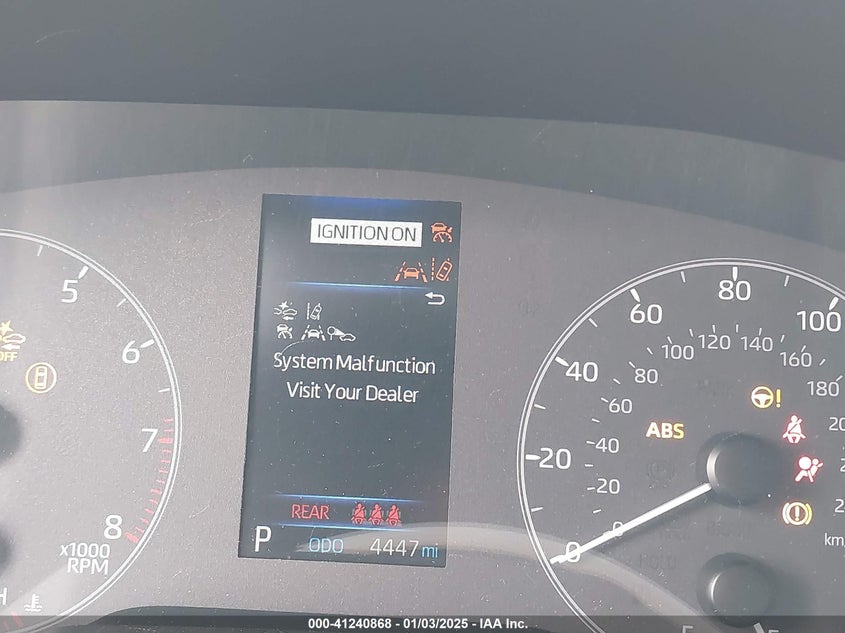 IGNITION ON
System Malfunction
Visit Your Dealer
REAR
P ODO 4447 mi
5
6
7
8
x1000
RPM
OFF
H
0
20
40
60
80
100
0
20
40
60
80
100
120
140
160
180
km
ABS
!
(!)
000-41240868 - 01/03/2025 - IAA Inc.